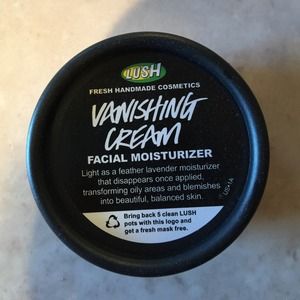 LUSH
FRESH HANDMADE COSMETICS
VANISHING
CREAM
FACIAL MOISTURIZER
Light as a feather lavender moisturizer
that disappears once applied,
transforming oily areas and blemishes
into beautiful, balanced skin.
Bring back 5 clean LUSH
pots with this logo and
get a fresh mask free.